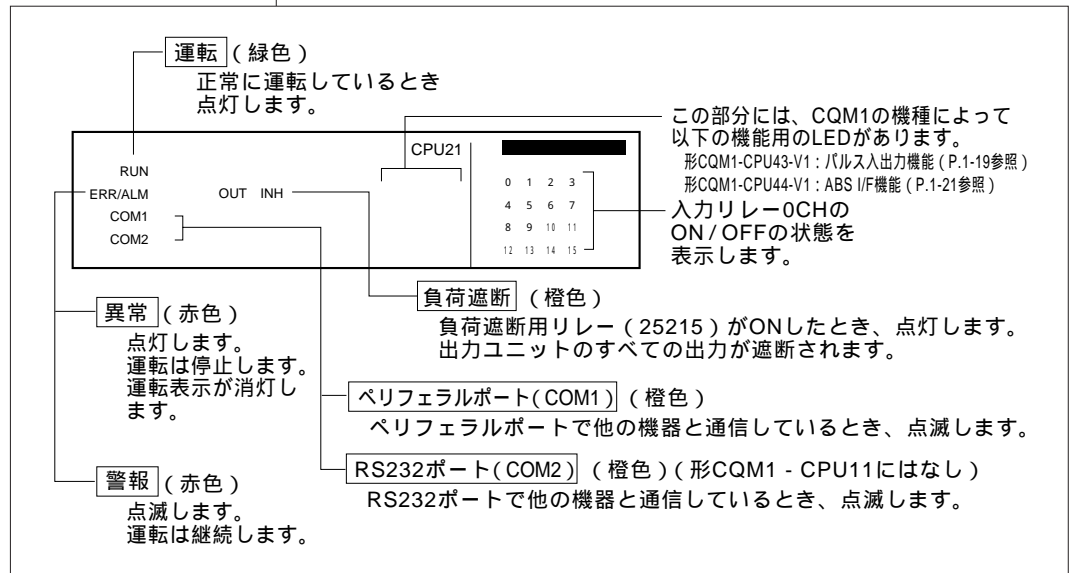 運転(緑色)
正常に運転しているとき
点灯します。
この部分には、CQM1の機種によって
以下の機能用のLEDがあります。
形CQM1-CPU43-V1:パルス入出力機能(P.1-19参照)
形CQM1-CPU44-V1:ABS I/F機能(P.1-21参照)
CPU21
RUN
ERR/ALM
COM1
COM2
OUT INH
0 1 2 3
4 5 6 7
8 9 10 11
12 13 14 15
入力リレー0CHの
ON/OFFの状態を
表示します。
負荷遮断(橙色)
負荷遮断用リレー(25215)がONしたとき、点灯します。
出力ユニットのすべての出力が遮断されます。
異常(赤色)
点灯します。
運転は停止します。
運転表示が消灯し
ます。
ペリフェラルポート(COM1)(橙色)
ペリフェラルポートで他の機器と通信しているとき、点滅します。
RS232ポート(COM2)(橙色)(形CQM1-CPU11にはなし)
RS232ポートで他の機器と通信しているとき、点滅します。
警報(赤色)
点滅します。
運転は継続します。